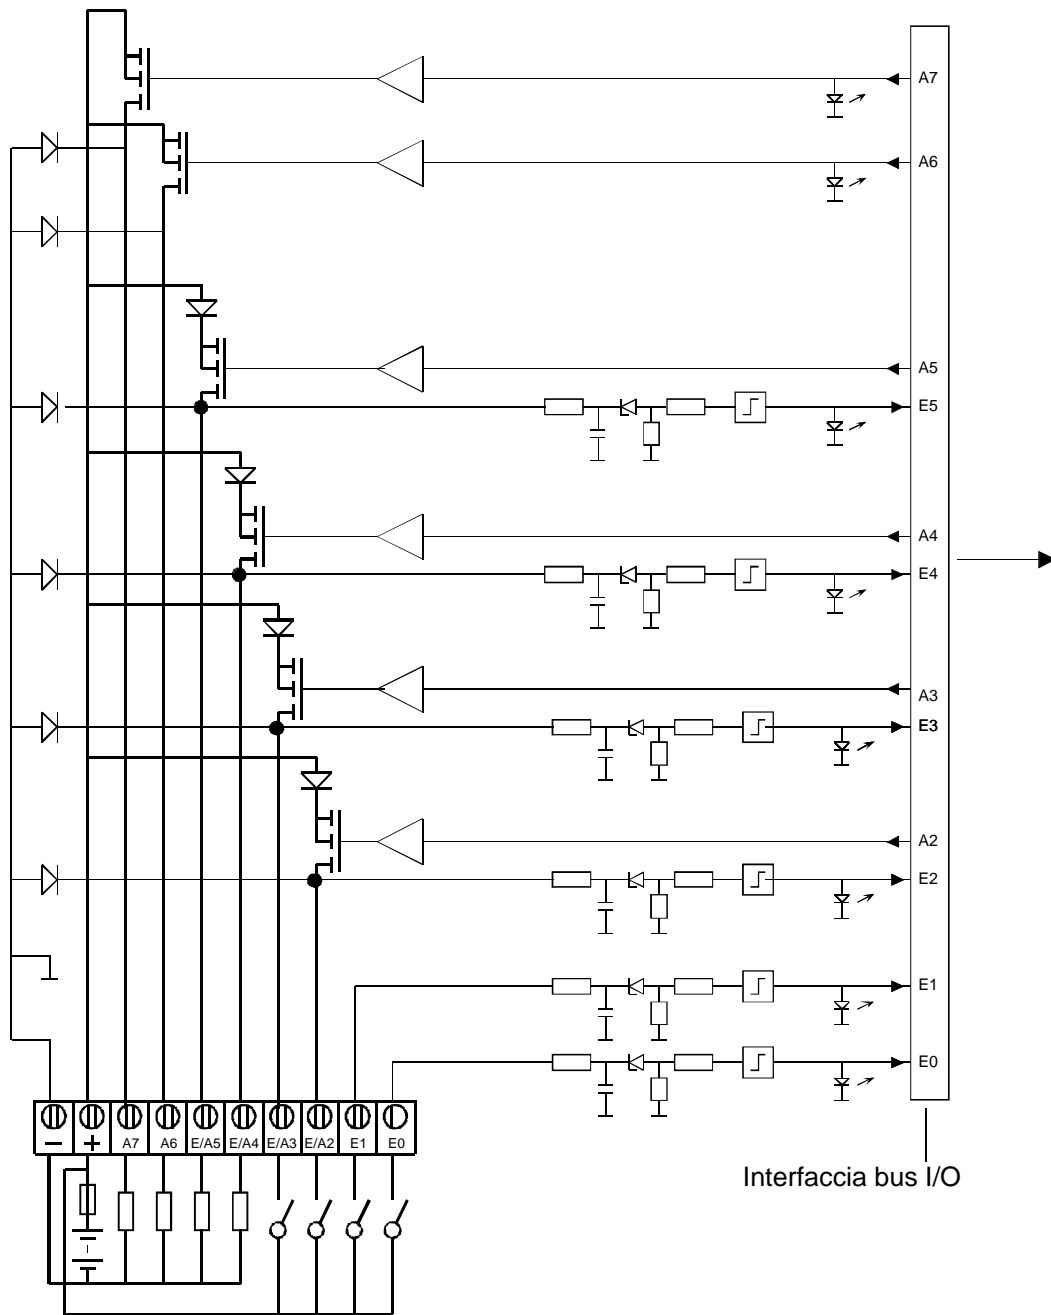 A7
A6
A5
E5
A4
E4
A3
E3
A2
E2
E1
E0
− + A7 A6 E/A5 E/A4 E/A3 E/A2 E1 E0
Interfaccia bus I/O